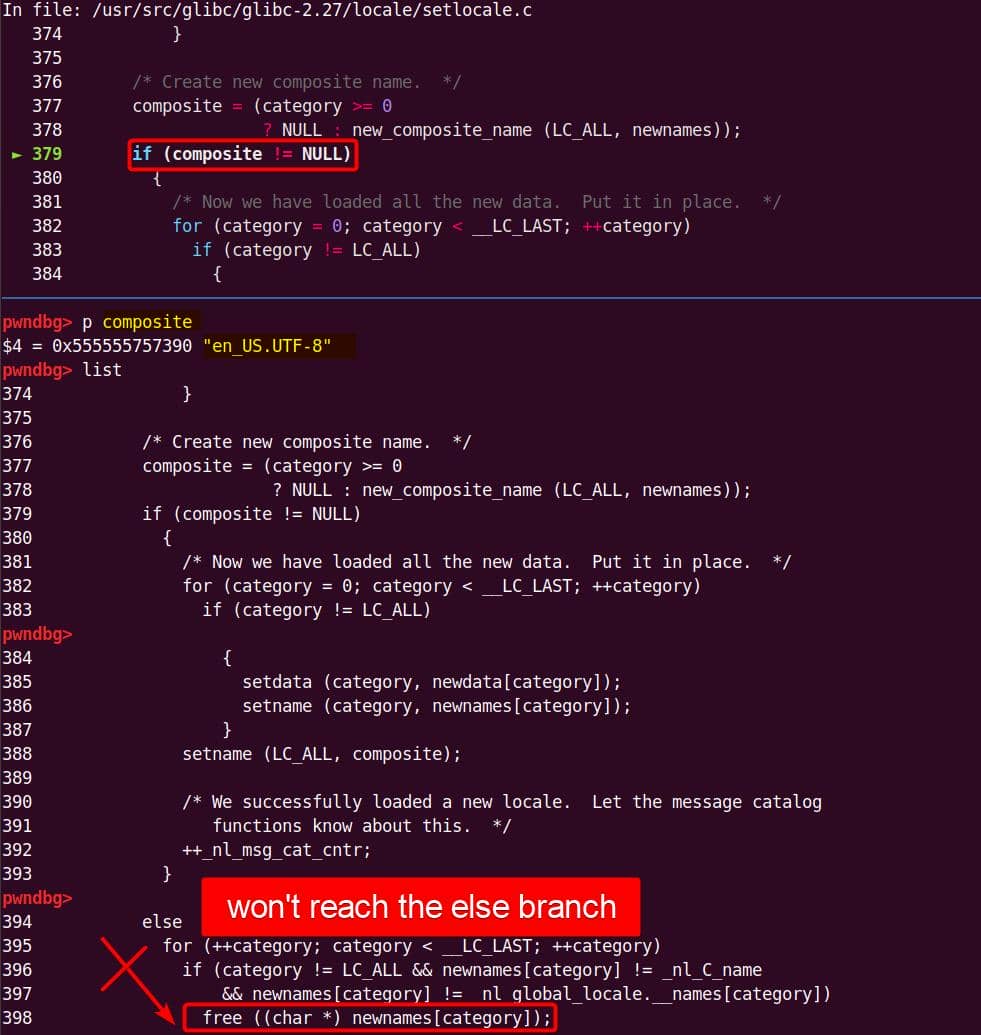 In file: /usr/src/glibc/glibc-2.27/locale/setlocale.c
374 }
375
376 /* Create new composite name.  */
377 composite = (category >= 0
378 ? NULL : new_composite_name (LC_ALL, newnames));
► 379 if (composite != NULL)
380 {
381 /* Now we have loaded all the new data.  Put it in place.  */
382 for (category = 0; category < __LC_LAST; ++category)
383 if (category != LC_ALL)
384 {
pwndbg> p composite
$4 = 0x555555757390 "en_US.UTF-8"
pwndbg> list
374 }
375
376 /* Create new composite name.  */
377 composite = (category >= 0
378 ? NULL : new_composite_name (LC_ALL, newnames));
379 if (composite != NULL)
380 {
381 /* Now we have loaded all the new data.  Put it in place.  */
382 for (category = 0; category < __LC_LAST; ++category)
383 if (category != LC_ALL)
pwndbg>
384 {
385 setdata (category, newdata[category]);
386 setname (category, newnames[category]);
387 }
388 setname (LC_ALL, composite);
389
390 /* We successfully loaded a new locale.  Let the message catalog
391 functions know about this.  */
392 ++_nl_msg_cat_cntr;
393 }
pwndbg>
won't reach the else branch
394 else
395 for (++category; category < __LC_LAST; ++category)
396 if (category != LC_ALL && newnames[category] != _nl_C_name
397 && newnames[category] != _nl_global_locale.__names[category])
398 free ((char *) newnames[category]);